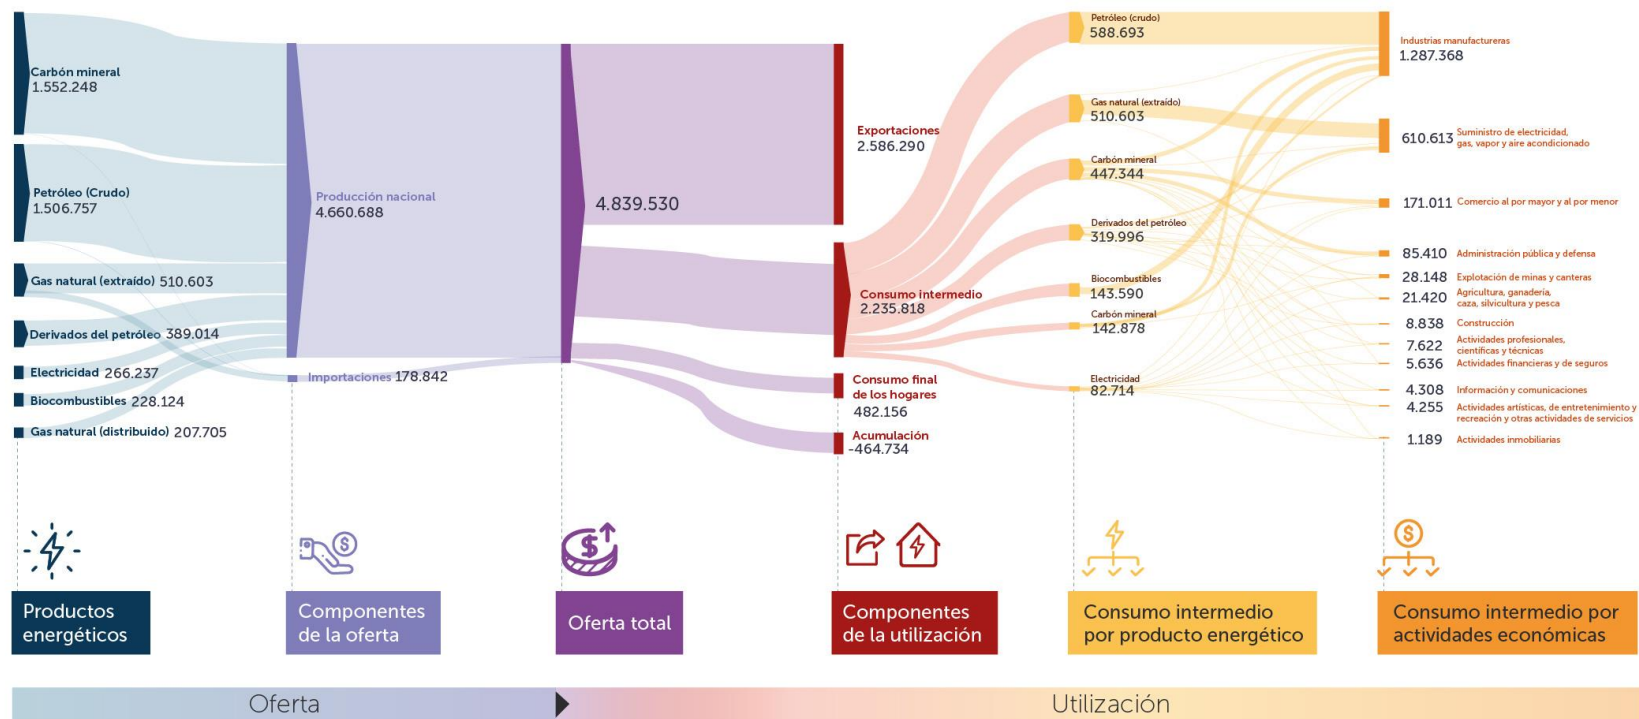 Carbón mineral
1.552.248
Petróleo (Crudo)
1.506.757
Gas natural (extraído) 510.603
Derivados del petróleo 389.014
Electricidad 266.237
Biocombustibles 228.124
Gas natural (distribuido) 207.705
Producción nacional
4.660.688
Importaciones 178.842
4.839.530
Exportaciones
2.586.290
Consumo intermedio
2.235.818
Consumo final
de los hogares
482.156
Acumulación
-464.734
Petróleo (crudo)
588.693
Gas natural (extraído)
510.603
Carbón mineral
447.344
Derivados del petróleo
319.996
Biocombustibles
143.590
Carbón mineral
142.878
Electricidad
82.714
Industrias manufactureras
1.287.368
610.613 Suministro de electricidad,
gas, vapor y aire acondicionado
171.011 Comercio al por mayor y al por menor
85.410 Administración pública y defensa
28.148 Explotación de minas y canteras
21.420 Agricultura, ganadería,
caza, silvicultura y pesca
8.838 Construcción
7.622 Actividades profesionales,
científicas y técnicas
5.636 Actividades financieras y de seguros
4.308 Información y comunicaciones
4.255 Actividades artísticas, de entretenimiento y
recreación y otras actividades de servicios
1.189 Actividades inmobiliarias
$
$
$
Productos
energéticos
Componentes
de la oferta
Oferta total
Componentes
de la utilización
Consumo intermedio
por producto energético
Consumo intermedio por
actividades económicas
Oferta
Utilización